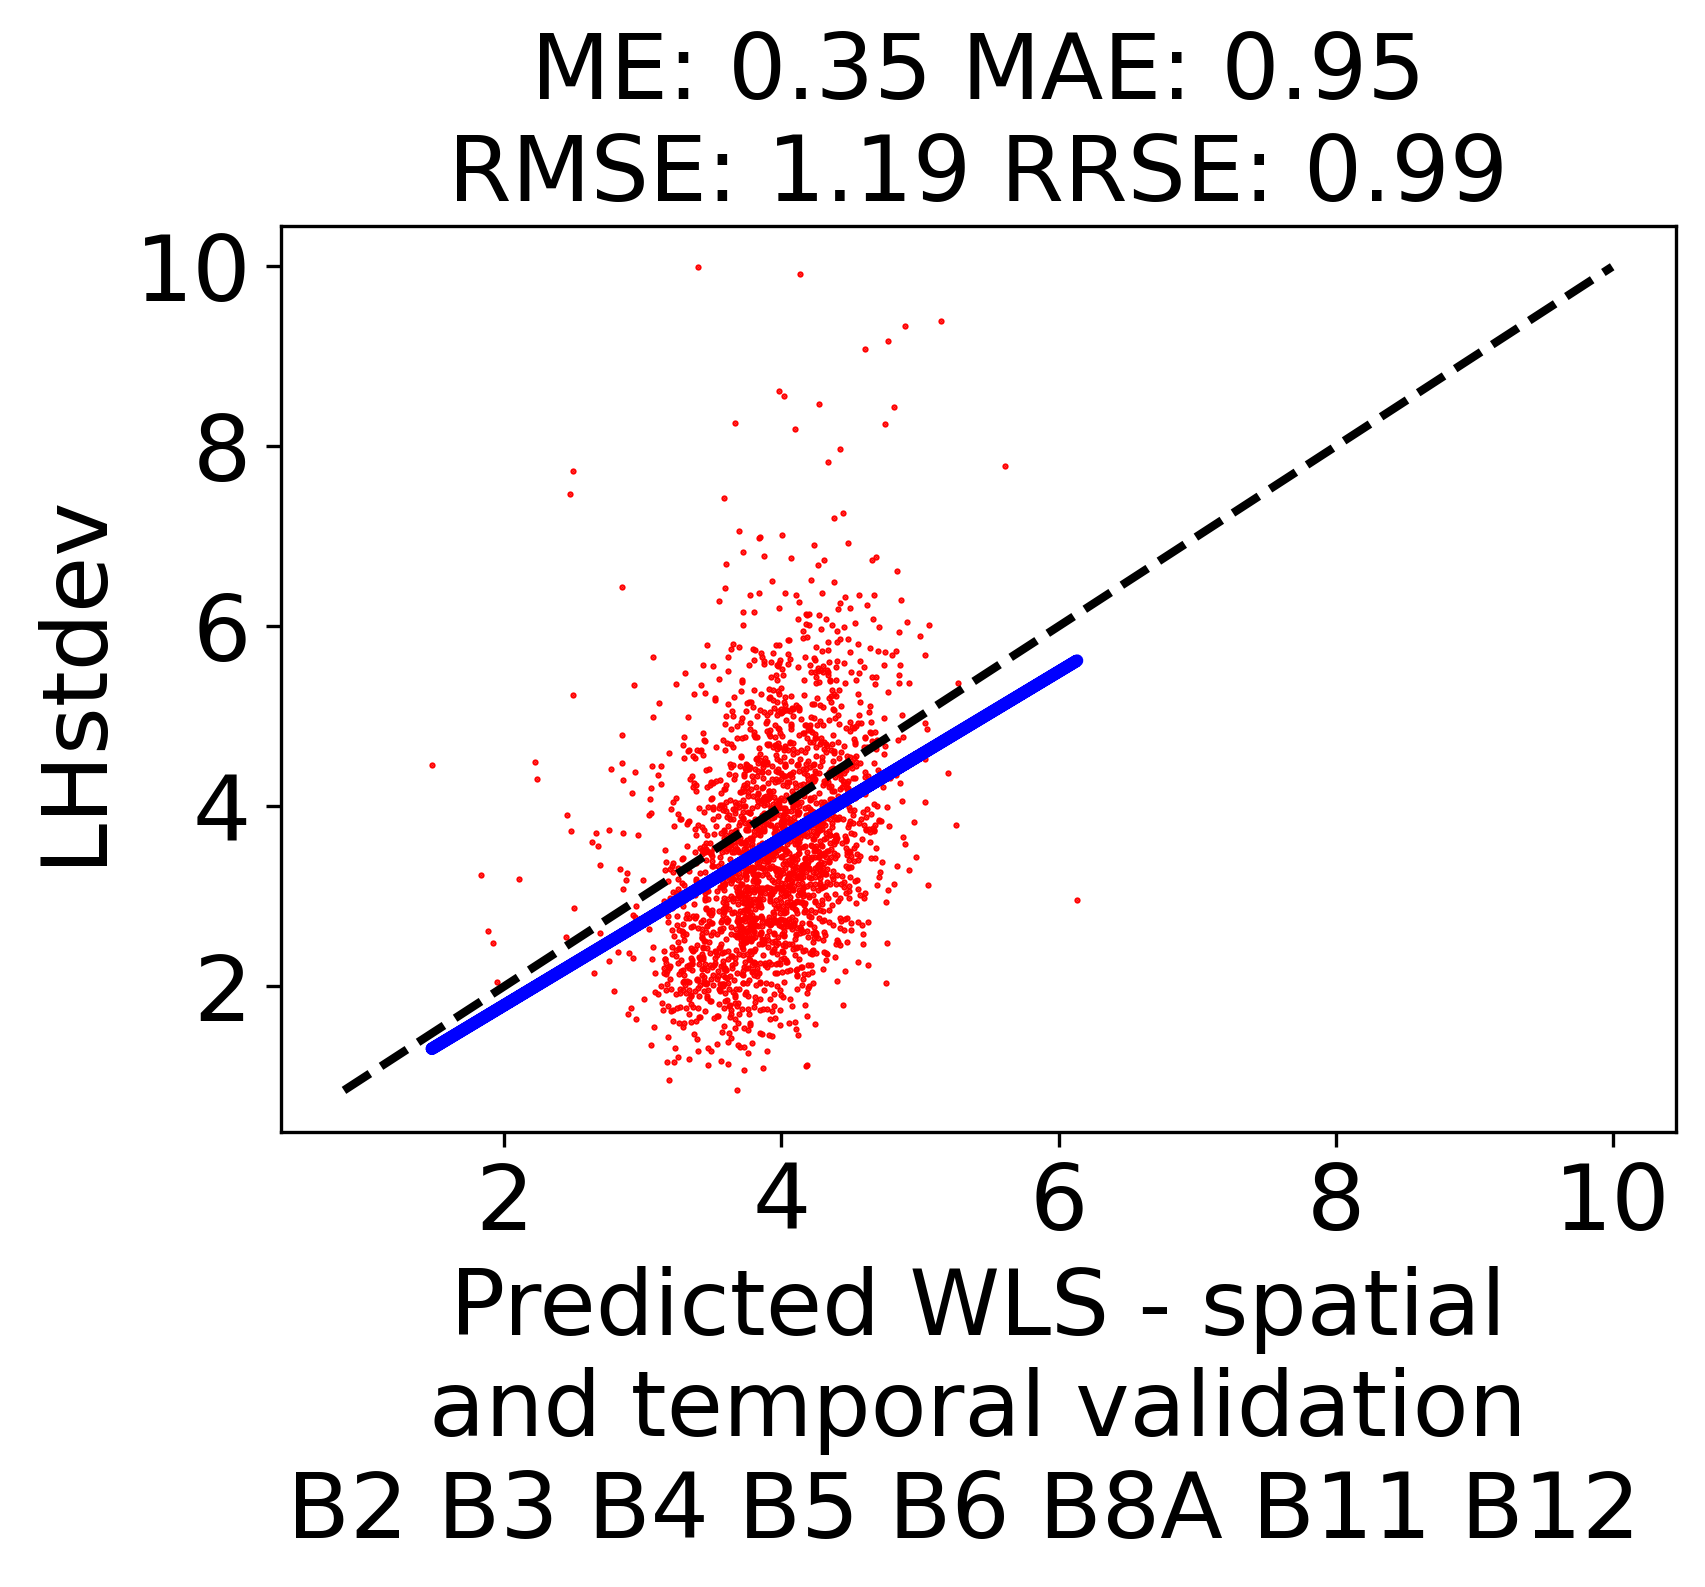 ME: 0.35 MAE: 0.95
RMSE: 1.19 RRSE: 0.99
LHstdev
10
8
6
4
2
2 4 6 8 10
Predicted WLS - spatial
and temporal validation
B2 B3 B4 B5 B6 B8A B11 B12